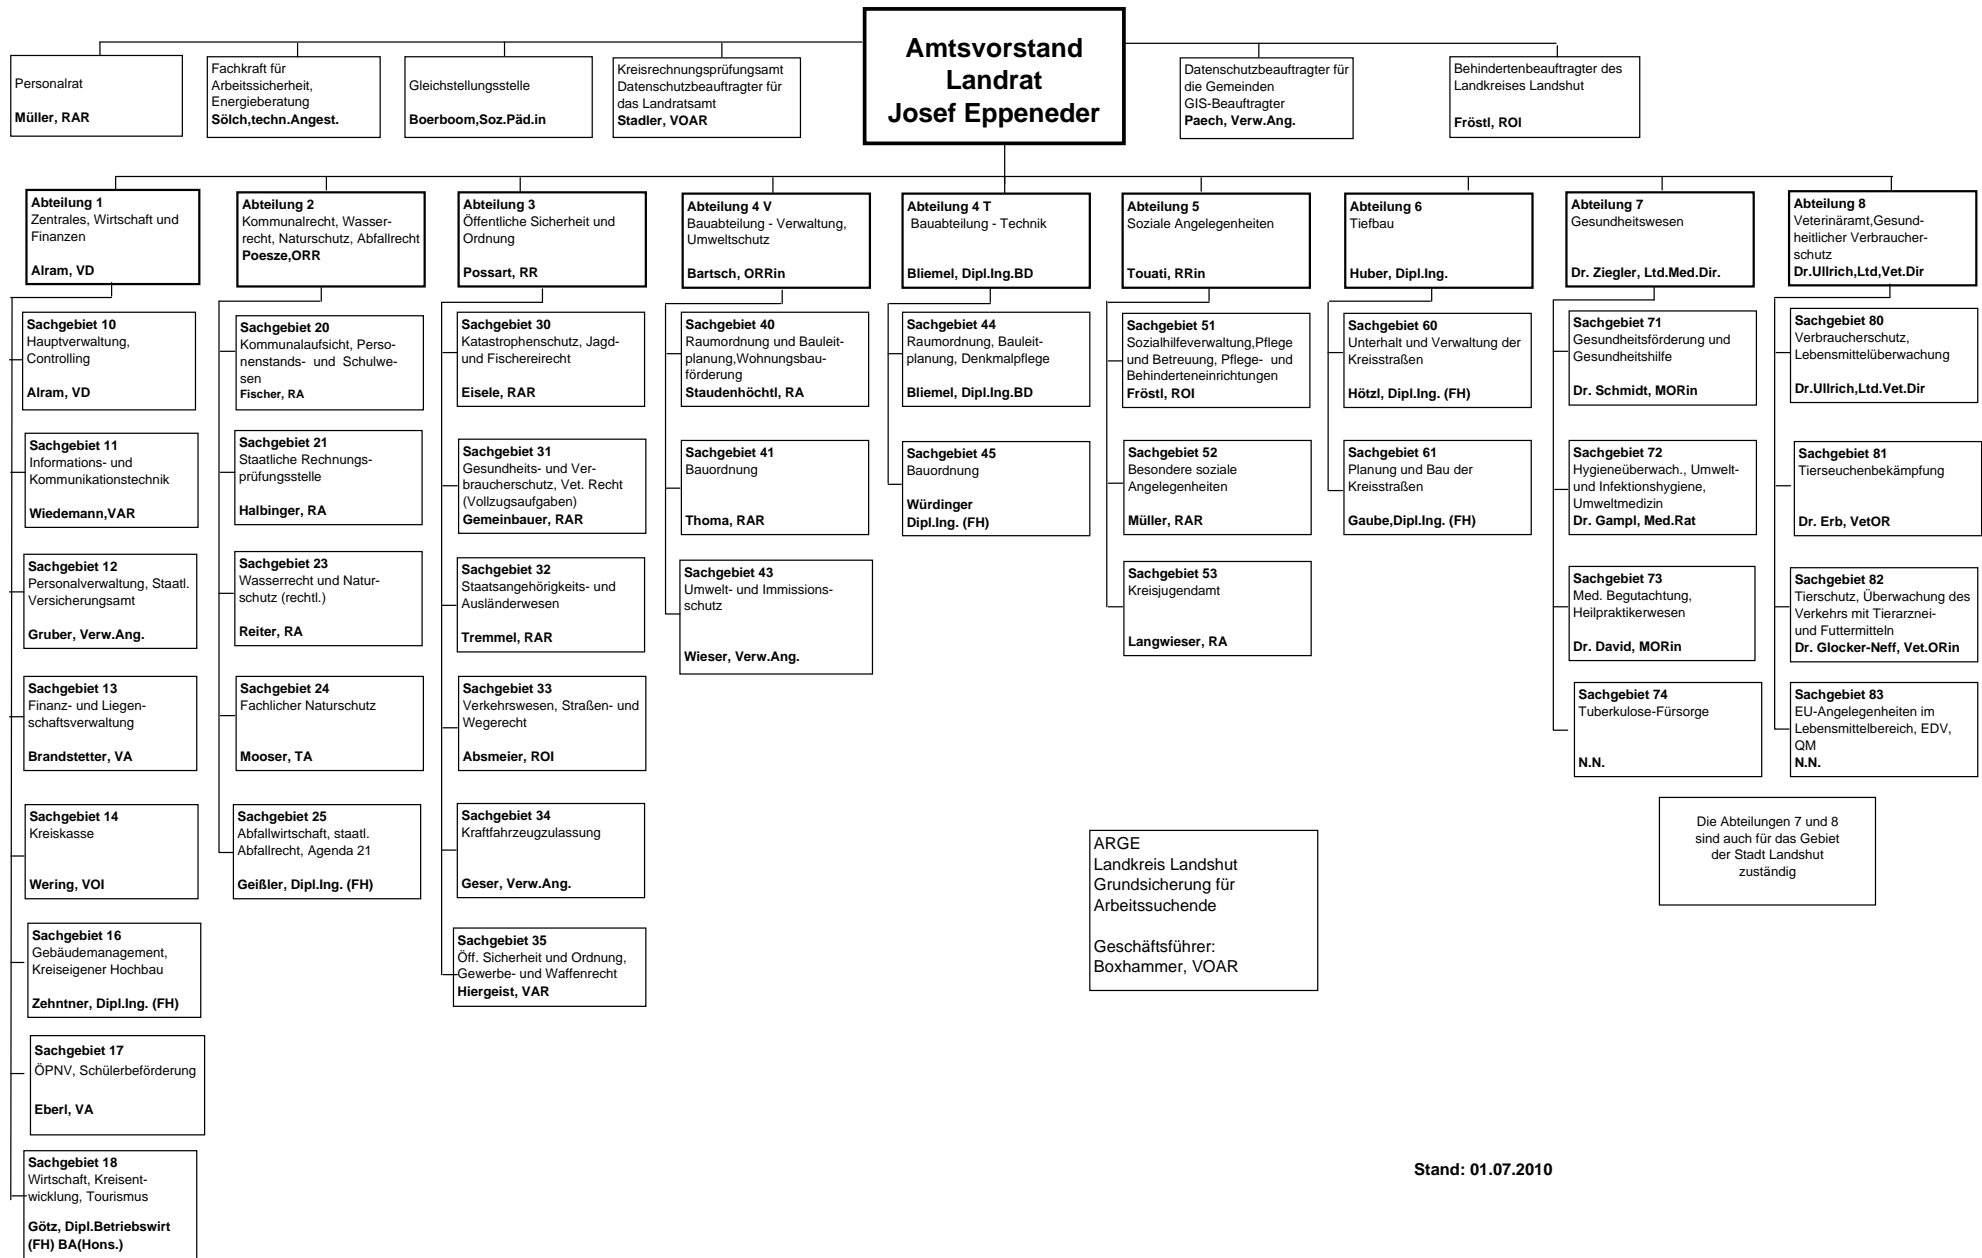 Amtsvorstand
Landrat
Josef Eppeneder
Personalrat
Müller, RAR
Fachkraft für
Arbeitssicherheit,
Energieberatung
Sölch,techn.Angest.
Gleichstellungsstelle
Boerboom,Soz.Päd.in
Kreisrechnungsprüfungsamt
Datenschutzbeauftragter für
das Landratsamt
Stadler, VOAR
Datenschutzbeauftragter für
die Gemeinden
GIS-Beauftragter
Paech, Verw.Ang.
Behindertenbeauftragter des
Landkreises Landshut
Fröstl, ROI
Abteilung 1
Zentrales, Wirtschaft und
Finanzen
Alram, VD
Sachgebiet 10
Hauptverwaltung,
Controlling
Alram, VD
Sachgebiet 11
Informations- und
Kommunikationstechnik
Wiedemann,VAR
Sachgebiet 12
Personalverwaltung, Staatl.
Versicherungsamt
Gruber, Verw.Ang.
Sachgebiet 13
Finanz- und Liegen-
schaftsverwaltung
Brandstetter, VA
Sachgebiet 14
Kreiskasse
Wering, VOI
Sachgebiet 16
Gebäudemanagement,
Kreiseigener Hochbau
Zehntner, Dipl.Ing. (FH)
Sachgebiet 17
ÖPNV, Schülerbeförderung
Eberl, VA
Sachgebiet 18
Wirtschaft, Kreisent-
wicklung, Tourismus
Götz, Dipl.Betriebswirt
(FH) BA(Hons.)
Abteilung 2
Kommunalrecht, Wasser-
recht, Naturschutz, Abfallrecht
Poesze,ORR
Sachgebiet 20
Kommunalaufsicht, Perso-
nenstands- und Schulwe-
sen
Fischer, RA
Sachgebiet 21
Staatliche Rechnungs-
prüfungsstelle
Halbinger, RA
Sachgebiet 23
Wasserrecht und Natur-
schutz (rechtl.)
Reiter, RA
Sachgebiet 24
Fachlicher Naturschutz
Mooser, TA
Sachgebiet 25
Abfallwirtschaft, staatl.
Abfallrecht, Agenda 21
Geißler, Dipl.Ing. (FH)
Abteilung 3
Öffentliche Sicherheit und
Ordnung
Possart, RR
Sachgebiet 30
Katastrophenschutz, Jagd-
und Fischereirecht
Eisele, RAR
Sachgebiet 31
Gesundheits- und Ver-
braucherschutz, Vet. Recht
(Vollzugsaufgaben)
Gemeinbauer, RAR
Sachgebiet 32
Staatsangehörigkeits- und
Ausländerwesen
Tremmel, RAR
Sachgebiet 33
Verkehrswesen, Straßen- und
Wegerecht
Absmeier, ROI
Sachgebiet 34
Kraftfahrzeugzulassung
Geser, Verw.Ang.
Sachgebiet 35
Öff. Sicherheit und Ordnung,
Gewerbe- und Waffenrecht
Hiergeist, VAR
Abteilung 4 V
Bauabteilung - Verwaltung,
Umweltschutz
Bartsch, ORRin
Sachgebiet 40
Raumordnung und Bauleit-
planung,Wohnungsbau-
förderung
Staudenhöchtl, RA
Sachgebiet 41
Bauordnung
Thoma, RAR
Sachgebiet 43
Umwelt- und Immissions-
schutz
Wieser, Verw.Ang.
Abteilung 4 T
Bauabteilung - Technik
Bliemel, Dipl.Ing.BD
Sachgebiet 44
Raumordnung, Bauleit-
planung, Denkmalpflege
Bliemel, Dipl.Ing.BD
Sachgebiet 45
Bauordnung
Würdinger
Dipl.Ing. (FH)
Abteilung 5
Soziale Angelegenheiten
Touati, RRin
Sachgebiet 51
Sozialhilfeverwaltung,Pflege
und Betreuung, Pflege- und
Behinderteneinrichtungen
Fröstl, ROI
Sachgebiet 52
Besondere soziale
Angelegenheiten
Müller, RAR
Sachgebiet 53
Kreisjugendamt
Langwieser, RA
Abteilung 6
Tiefbau
Huber, Dipl.Ing.
Sachgebiet 60
Unterhalt und Verwaltung der
Kreisstraßen
Hötzl, Dipl.Ing. (FH)
Sachgebiet 61
Planung und Bau der
Kreisstraßen
Gaube,Dipl.Ing. (FH)
Abteilung 7
Gesundheitswesen
Dr. Ziegler, Ltd.Med.Dir.
Sachgebiet 71
Gesundheitsförderung und
Gesundheitshilfe
Dr. Schmidt, MORin
Sachgebiet 72
Hygieneüberwach., Umwelt-
und Infektionshygiene,
Umweltmedizin
Dr. Gampl, Med.Rat
Sachgebiet 73
Med. Begutachtung,
Heilpraktikerwesen
Dr. David, MORin
Sachgebiet 74
Tuberkulose-Fürsorge
N.N.
Abteilung 8
Veterinäramt,Gesund-
heitlicher Verbraucher-
schutz
Dr.Ullrich,Ltd,Vet.Dir
Sachgebiet 80
Verbraucherschutz,
Lebensmittelüberwachung
Dr.Ullrich,Ltd.Vet.Dir
Sachgebiet 81
Tierseuchenbekämpfung
Dr. Erb, VetOR
Sachgebiet 82
Tierschutz, Überwachung des
Verkehrs mit Tierarznei-
und Futtermitteln
Dr. Glocker-Neff, Vet.ORin
Sachgebiet 83
EU-Angelegenheiten im
Lebensmittelbereich, EDV,
QM
N.N.
Die Abteilungen 7 und 8
sind auch für das Gebiet
der Stadt Landshut
zuständig
ARGE
Landkreis Landshut
Grundsicherung für
Arbeitssuchende
Geschäftsführer:
Boxhammer, VOAR
Stand: 01.07.2010